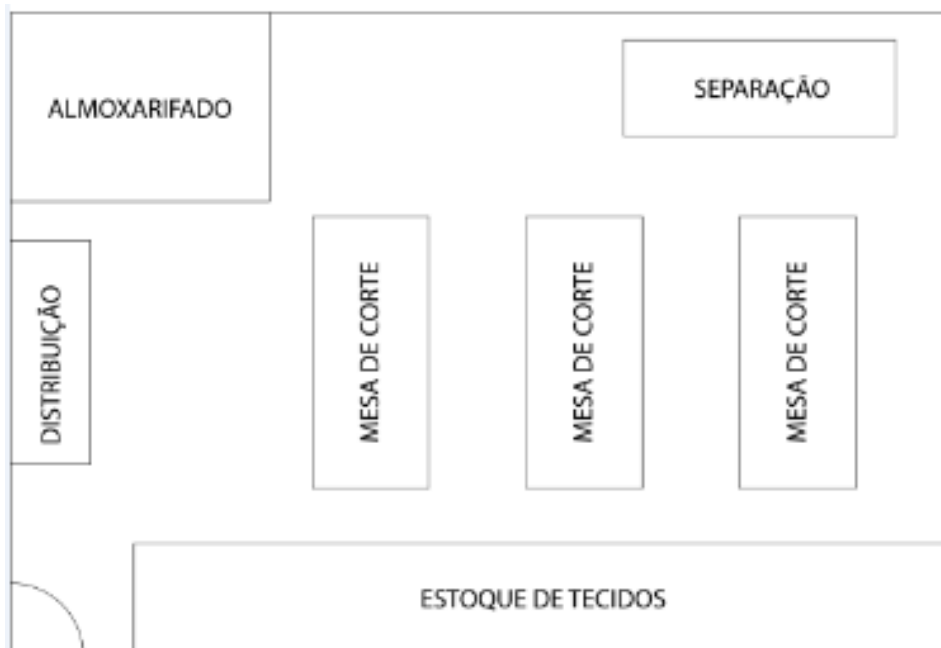 ALMOXARIFADO
SEPARAÇÃO
DISTRIBUIÇÃO
MESA DE CORTE
MESA DE CORTE
MESA DE CORTE
ESTOQUE DE TECIDOS